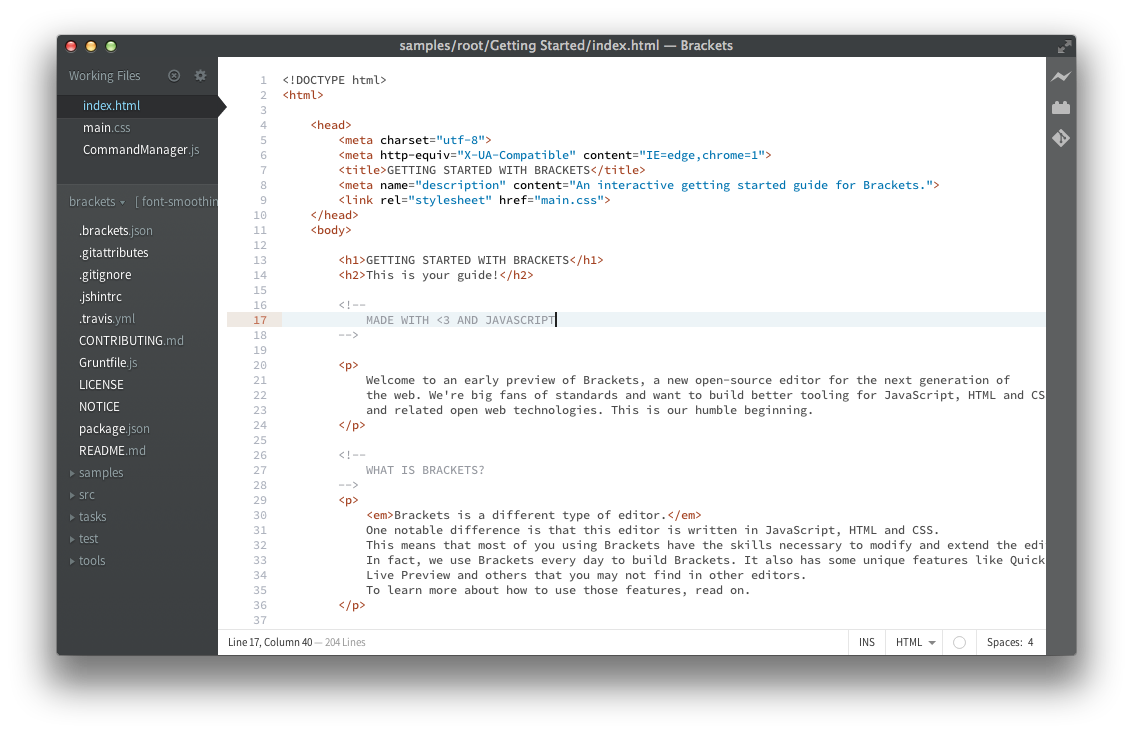 samples/root/Getting Started/index.html — Brackets
Working Files
index.html
main.css
CommandManager.js
brackets [ font-smoothin
.brackets.json
.gitattributes
.gitignore
.jshintrc
.travis.yml
CONTRIBUTING.md
Gruntfile.js
LICENSE
NOTICE
package.json
README.md
samples
src
tasks
test
tools
1 <!DOCTYPE html>
2 <html>
3
4     <head>
5         <meta charset="utf-8">
6         <meta http-equiv="X-UA-Compatible" content="IE=edge,chrome=1">
7         <title>GETTING STARTED WITH BRACKETS</title>
8         <meta name="description" content="An interactive getting started guide for Brackets.">
9         <link rel="stylesheet" href="main.css">
10     </head>
11     <body>
12
13         <h1>GETTING STARTED WITH BRACKETS</h1>
14         <h2>This is your guide!</h2>
15
16         <!--
17             MADE WITH <3 AND JAVASCRIPT
18         -->
19
20         <p>
21             Welcome to an early preview of Brackets, a new open-source editor for the next generation of
22             the web. We're big fans of standards and want to build better tooling for JavaScript, HTML and CS
23             and related open web technologies. This is our humble beginning.
24         </p>
25
26         <!--
27             WHAT IS BRACKETS?
28         -->
29         <p>
30             <em>Brackets is a different type of editor.</em>
31             One notable difference is that this editor is written in JavaScript, HTML and CSS.
32             This means that most of you using Brackets have the skills necessary to modify and extend the edi
33             In fact, we use Brackets every day to build Brackets. It also has some unique features like Quick
34             Live Preview and others that you may not find in other editors.
35             To learn more about how to use those features, read on.
36         </p>
37
Line 17, Column 40 — 204 Lines
INS
HTML
Spaces: 4